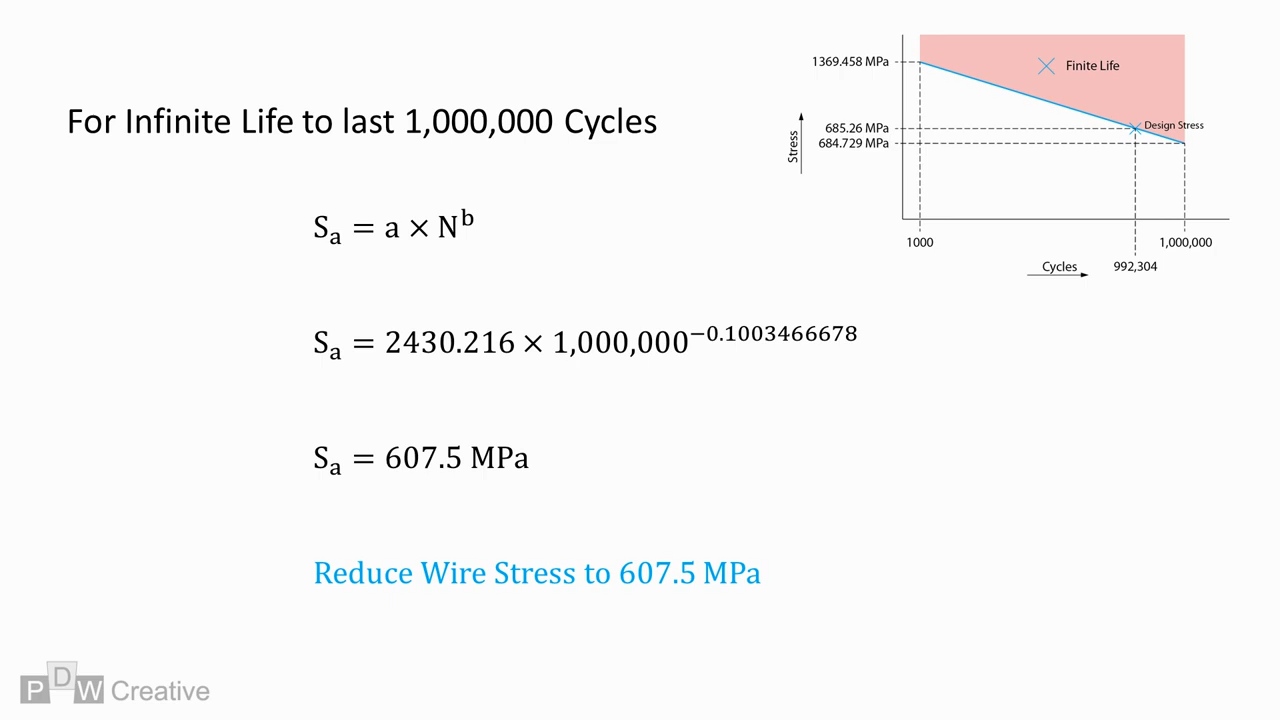 For Infinite Life to last 1,000,000 Cycles
Sₐ = a × Nᵇ
Sₐ = 2430.216 × 1,000,000⁻⁰·¹⁰⁰³⁴⁶⁶⁶⁷⁸
Sₐ = 607.5 MPa
Reduce Wire Stress to 607.5 MPa
1369.458 MPa
Finite Life
685.26 MPa
Design Stress
684.729 MPa
Stress
1000
1,000,000
Cycles
992,304
PDW Creative